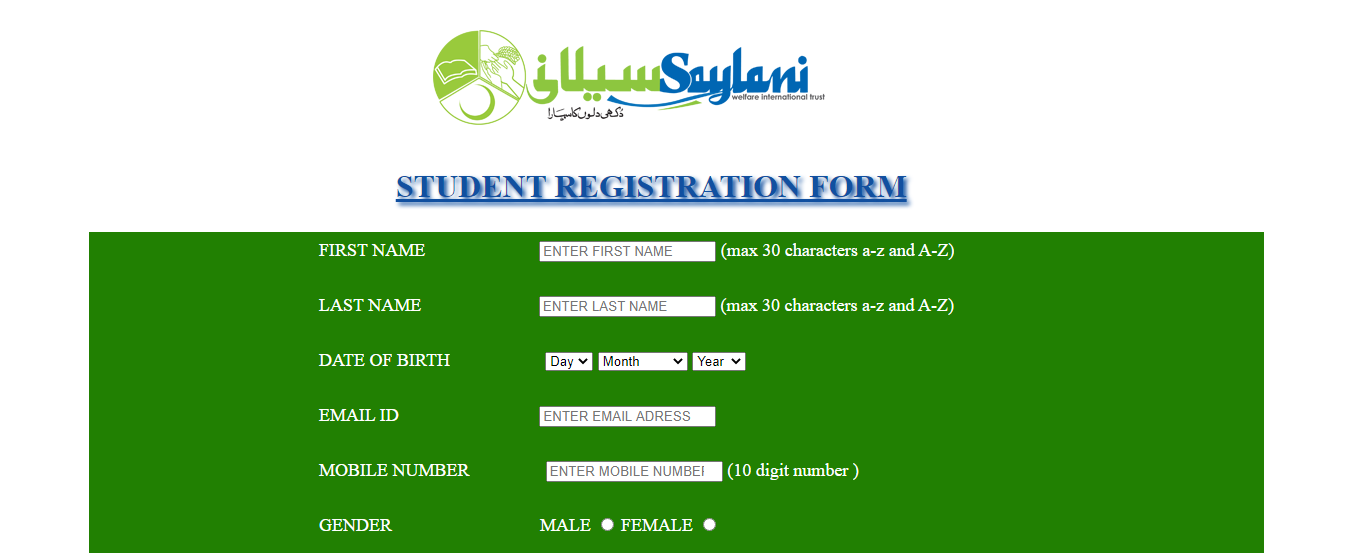 سیلانی Saylani
welfare international trust
دُکھی دلوں کا سہارا
STUDENT REGISTRATION FORM
FIRST NAME ENTER FIRST NAME (max 30 characters a-z and A-Z)
LAST NAME ENTER LAST NAME (max 30 characters a-z and A-Z)
DATE OF BIRTH Day Month Year
EMAIL ID ENTER EMAIL ADRESS
MOBILE NUMBER ENTER MOBILE NUMBER (10 digit number )
GENDER MALE FEMALE